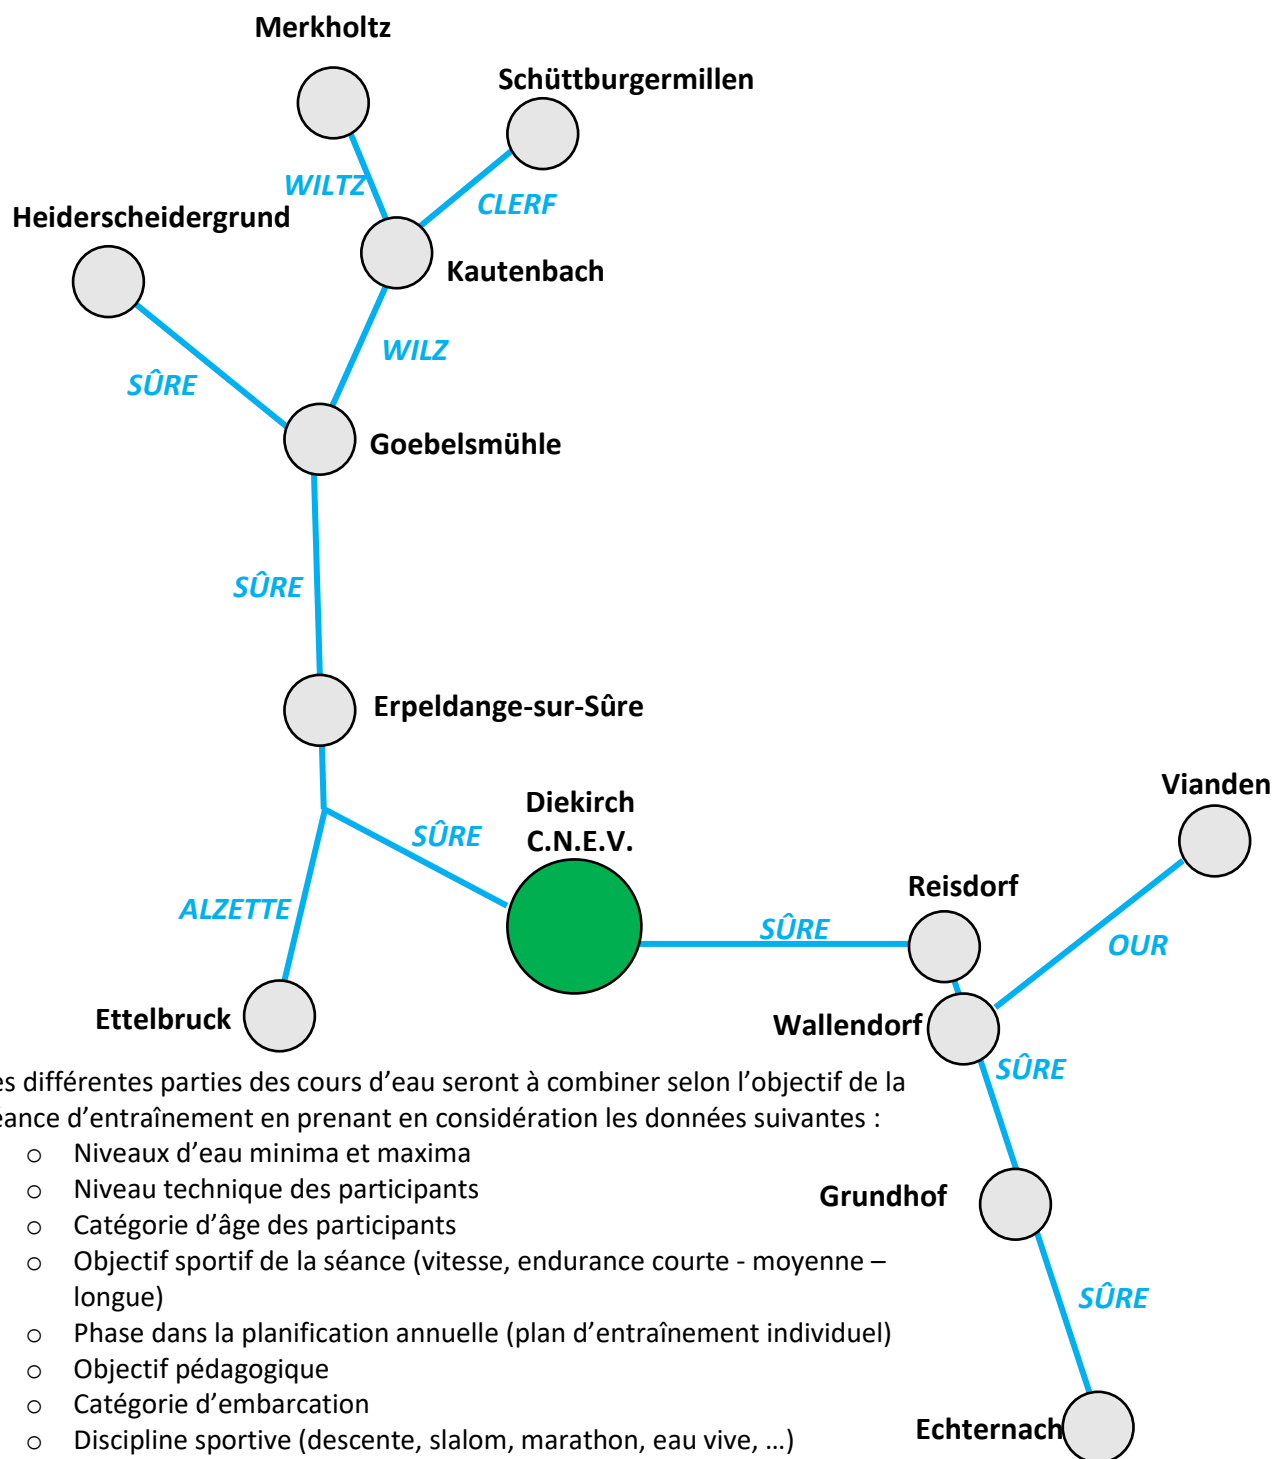 Merkholtz
Schüttburgermillen
WILTZ
CLERF
Heiderscheidergrund
Kautenbach
WILZ
SÛRE
Goebelsmühle
SÛRE
Erpeldange-sur-Sûre
Vianden
Diekirch
C.N.E.V.
SÛRE
Reisdorf
ALZETTE
SÛRE
OUR
Ettelbruck
Wallendorf
SÛRE
es différentes parties des cours d’eau seront à combiner selon l’objectif de la
éance d’entraînement en prenant en considération les données suivantes :
o Niveaux d’eau minima et maxima
o Niveau technique des participants
Grundhof
o Catégorie d’âge des participants
o Objectif sportif de la séance (vitesse, endurance courte - moyenne –
longue)
SÛRE
o Phase dans la planification annuelle (plan d’entraînement individuel)
o Objectif pédagogique
o Catégorie d’embarcation
Echternach
o Discipline sportive (descente, slalom, marathon, eau vive, …)